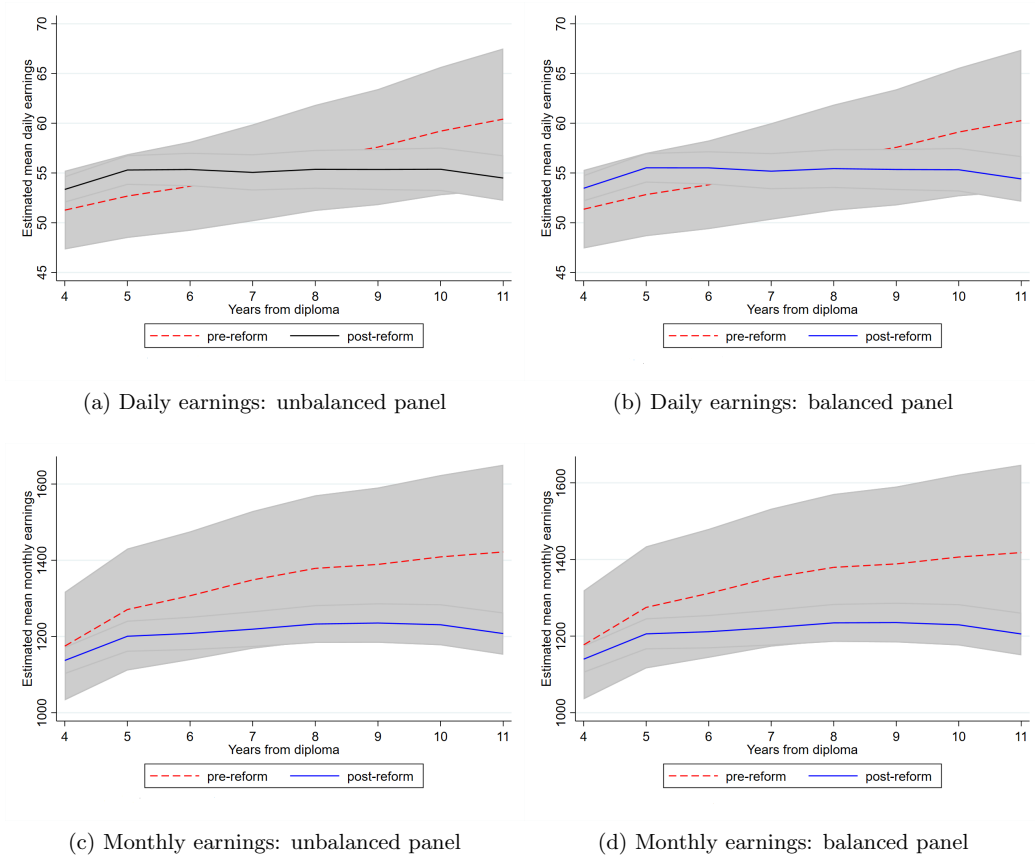 70
65
60
55
50
45
Estimated mean daily earnings
4 5 6 7 8 9 10 11
Years from diploma
pre-reform post-reform
(a) Daily earnings: unbalanced panel
70
65
60
55
50
45
Estimated mean daily earnings
4 5 6 7 8 9 10 11
Years from diploma
pre-reform post-reform
(b) Daily earnings: balanced panel
1600
1400
1200
1000
Estimated mean monthly earnings
4 5 6 7 8 9 10 11
Years from diploma
pre-reform post-reform
(c) Monthly earnings: unbalanced panel
1600
1400
1200
1000
Estimated mean monthly earnings
4 5 6 7 8 9 10 11
Years from diploma
pre-reform post-reform
(d) Monthly earnings: balanced panel